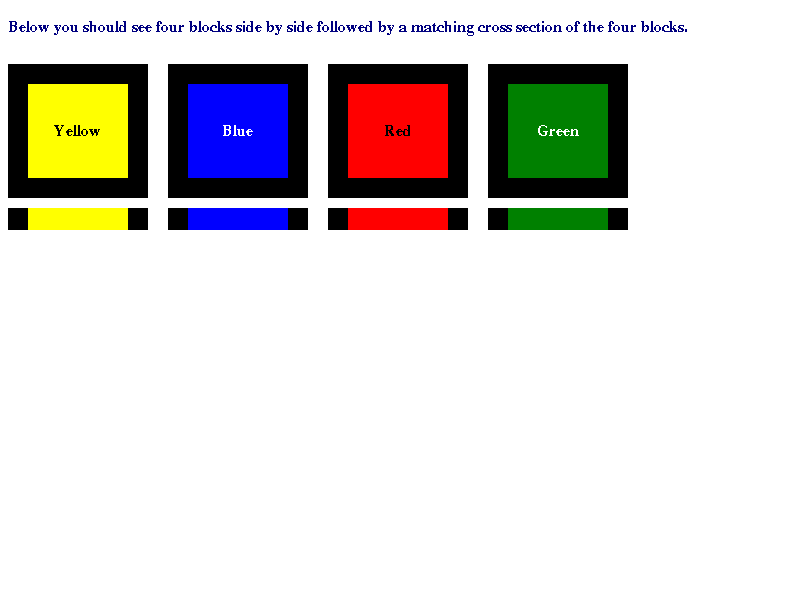 Below you should see four blocks side by side followed by a matching cross section of the four blocks.
Yellow
Blue
Red
Green